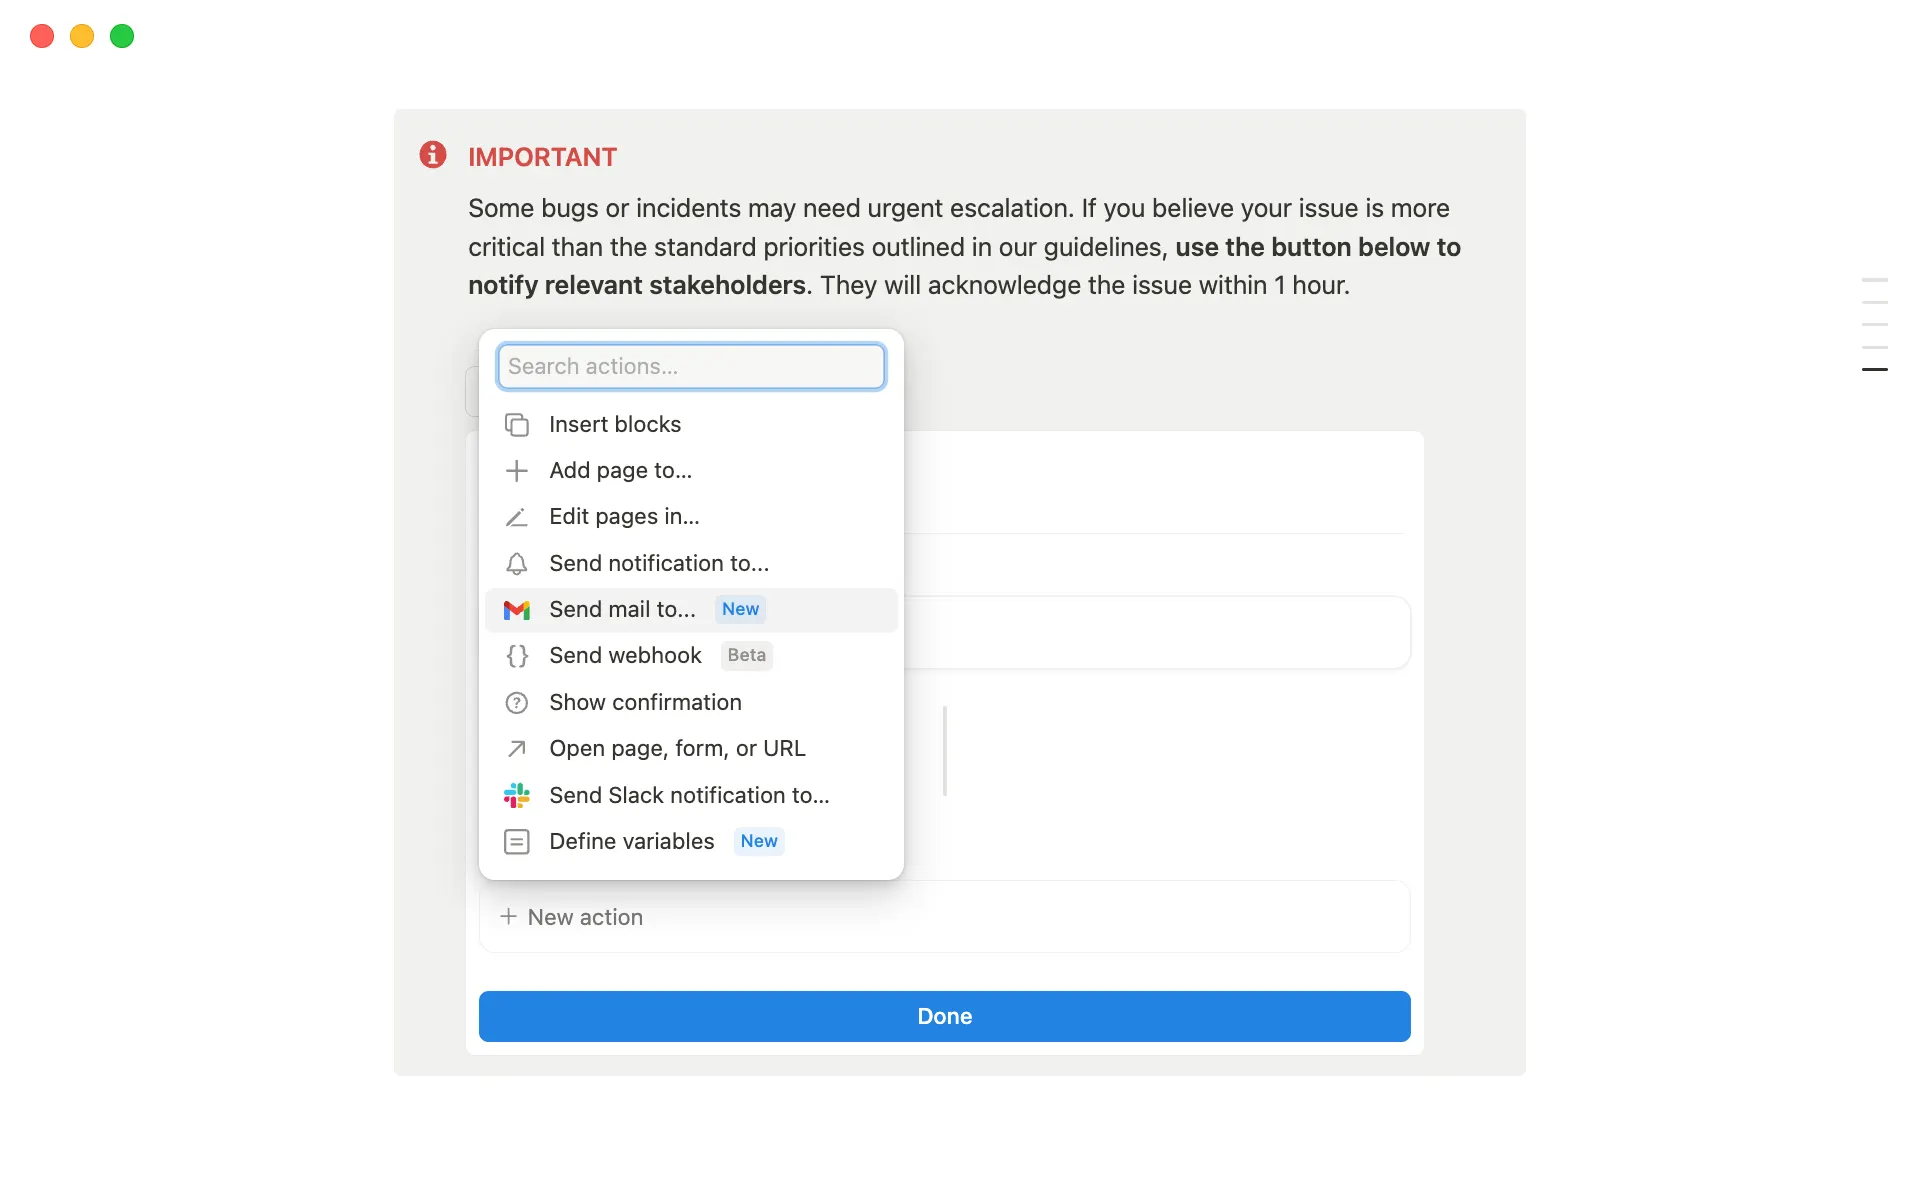 IMPORTANT
Some bugs or incidents may need urgent escalation. If you believe your issue is more
critical than the standard priorities outlined in our guidelines, use the button below to
notify relevant stakeholders. They will acknowledge the issue within 1 hour.
Search actions...
Insert blocks
Add page to...
Edit pages in...
Send notification to...
Send mail to... New
Send webhook Beta
Show confirmation
Open page, form, or URL
Send Slack notification to...
Define variables New
New action
Done